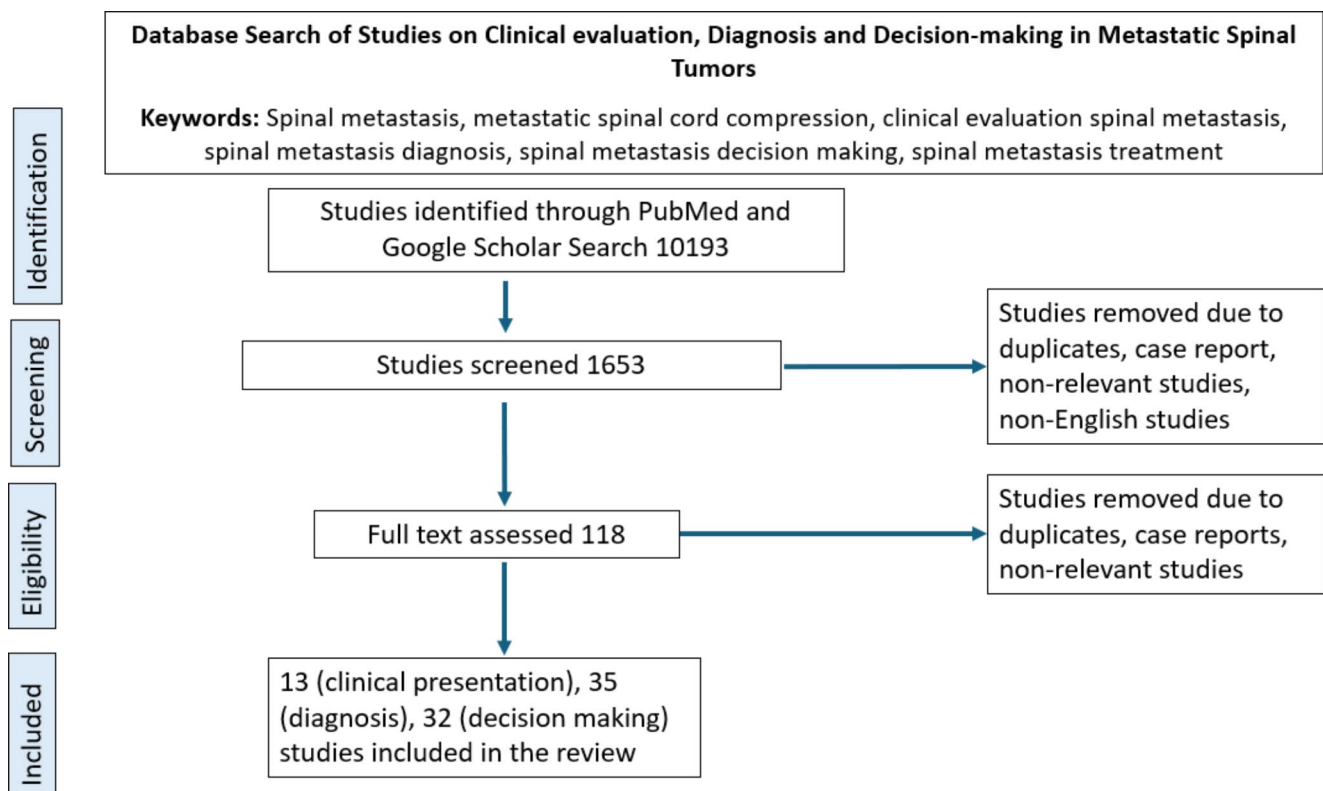 Database Search of Studies on Clinical evaluation, Diagnosis and Decision-making in Metastatic Spinal
Tumors
Keywords: Spinal metastasis, metastatic spinal cord compression, clinical evaluation spinal metastasis,
spinal metastasis diagnosis, spinal metastasis decision making, spinal metastasis treatment
Identification
Studies identified through PubMed and
Google Scholar Search 10193
Screening
Studies screened 1653
Studies removed due to
duplicates, case report,
non-relevant studies,
non-English studies
Eligibility
Full text assessed 118
Studies removed due to
duplicates, case reports,
non-relevant studies
Included
13 (clinical presentation), 35
(diagnosis), 32 (decision making)
studies included in the review